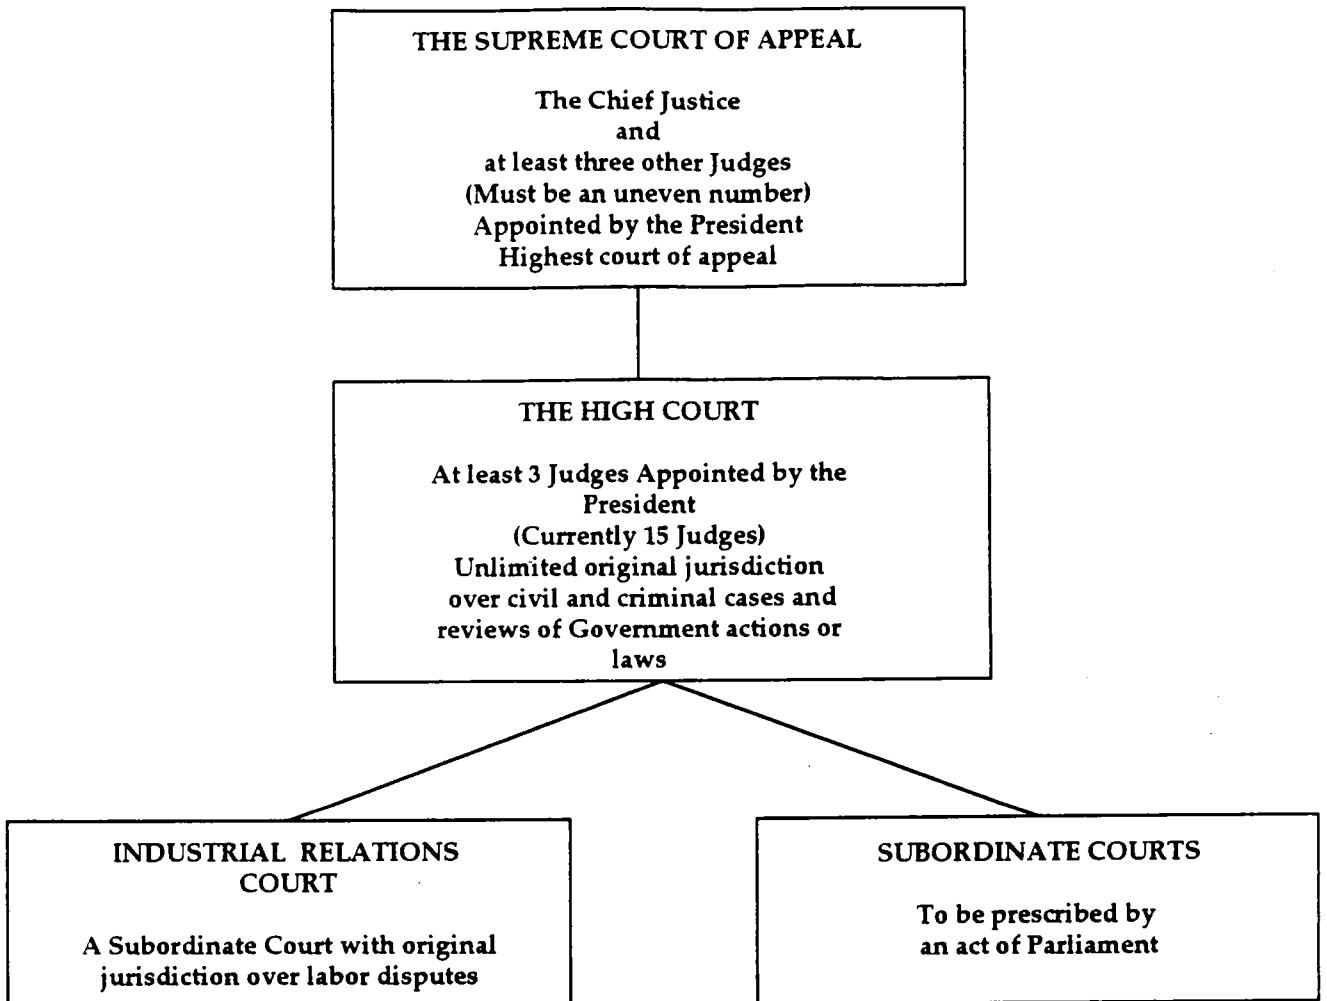 THE SUPREME COURT OF APPEAL
The Chief Justice
and
at least three other Judges
(Must be an uneven number)
Appointed by the President
Highest court of appeal
THE HIGH COURT
At least 3 Judges Appointed by the
President
(Currently 15 Judges)
Unlimited original jurisdiction
over civil and criminal cases and
reviews of Government actions or
laws
INDUSTRIAL RELATIONS
COURT
A Subordinate Court with original
jurisdiction over labor disputes
SUBORDINATE COURTS
To be prescribed by
an act of Parliament